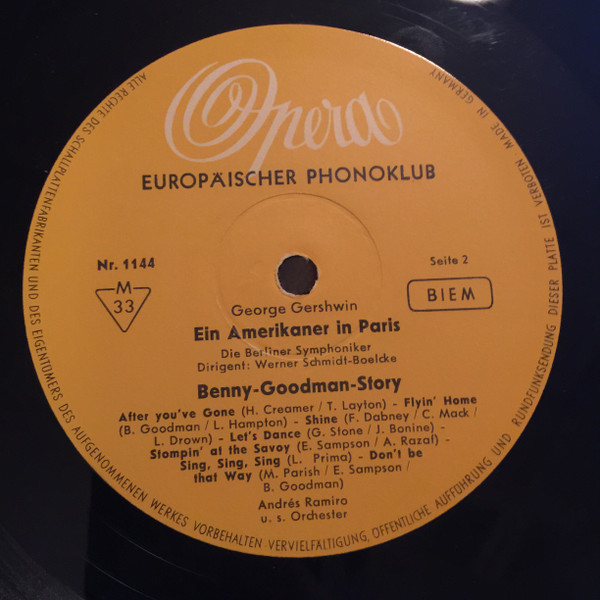 Opera
EUROPÄISCHER PHONOKLUB
Nr. 1144
Seite 2
M
33
BIEM
George Gershwin
Ein Amerikaner in Paris
Die Berliner Symphoniker
Dirigent: Werner Schmidt-Boelcke
Benny-Goodman-Story
After you've Gone (H. Creamer / T. Layton) - Flyin' Home
(B. Goodman / L. Hampton) - Shine (F. Dabney / C. Mack /
L. Drown) - Let's Dance (G. Stone / J. Bonine) -
Stompin' at the Savoy (E. Sampson / A. Razaf) -
Sing, Sing, Sing (L. Prima) - Don't be
that Way (M. Parish / E. Sampson /
B. Goodman)
Andrés Ramiro
u. s. Orchester
ALLE RECHTE DES SCHALLPLATTENFABRIKANTEN UND DES EIGENTÜMERS DES AUFGENOMMENEN WERKES VORBEHALTEN VERVIELFÄLTIGUNG, ÖFFENTLICHE AUFFÜHRUNG UND RUNDFUNKSENDUNG DIESER PLATTE IST VERBOTEN MADE IN GERMANY